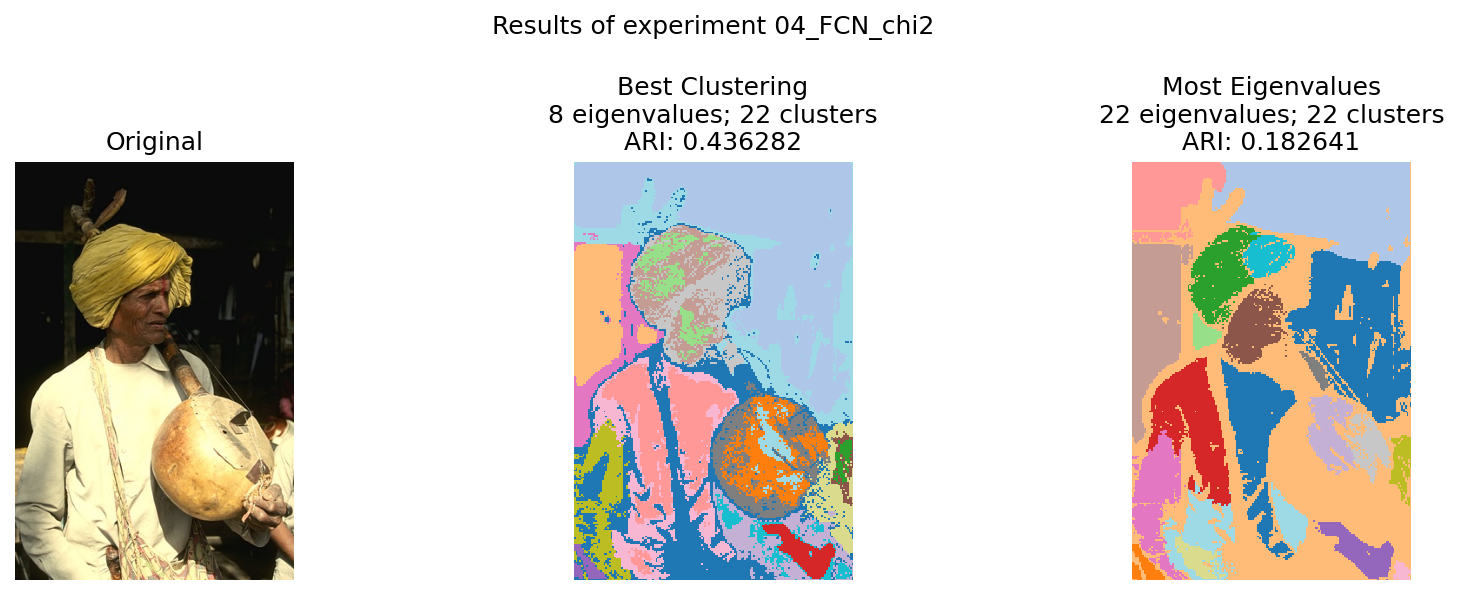 Results of experiment 04_FCN_chi2
Original
Best Clustering
8 eigenvalues; 22 clusters
ARI: 0.436282
Most Eigenvalues
22 eigenvalues; 22 clusters
ARI: 0.182641